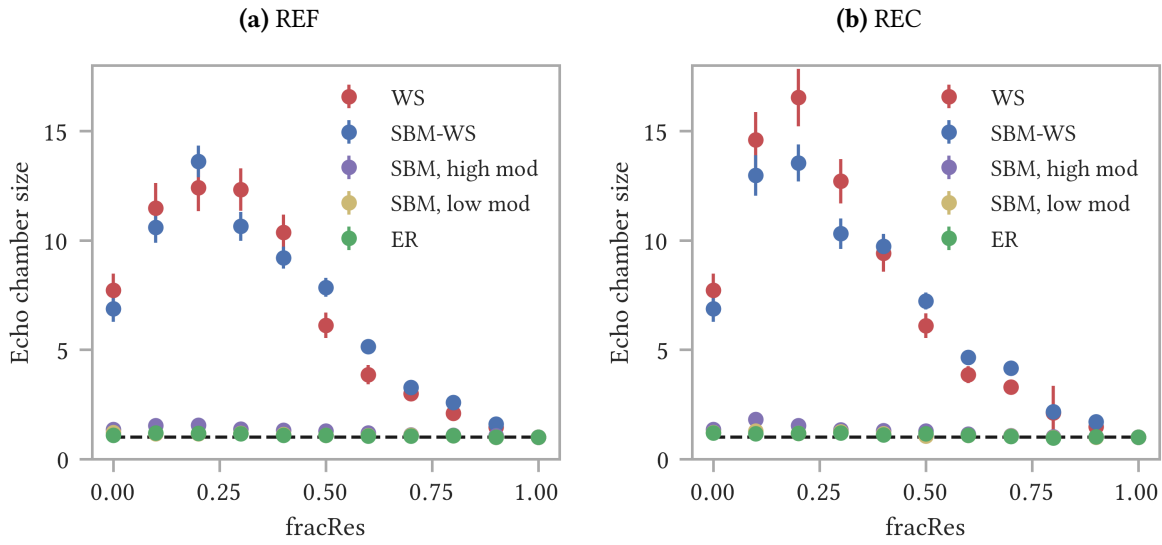 (a) REF
Echo chamber size
15
10
5
0
WS
SBM-WS
SBM, high mod
SBM, low mod
ER
0.00 0.25 0.50 0.75 1.00
fracRes
(b) REC
Echo chamber size
15
10
5
0
WS
SBM-WS
SBM, high mod
SBM, low mod
ER
0.00 0.25 0.50 0.75 1.00
fracRes